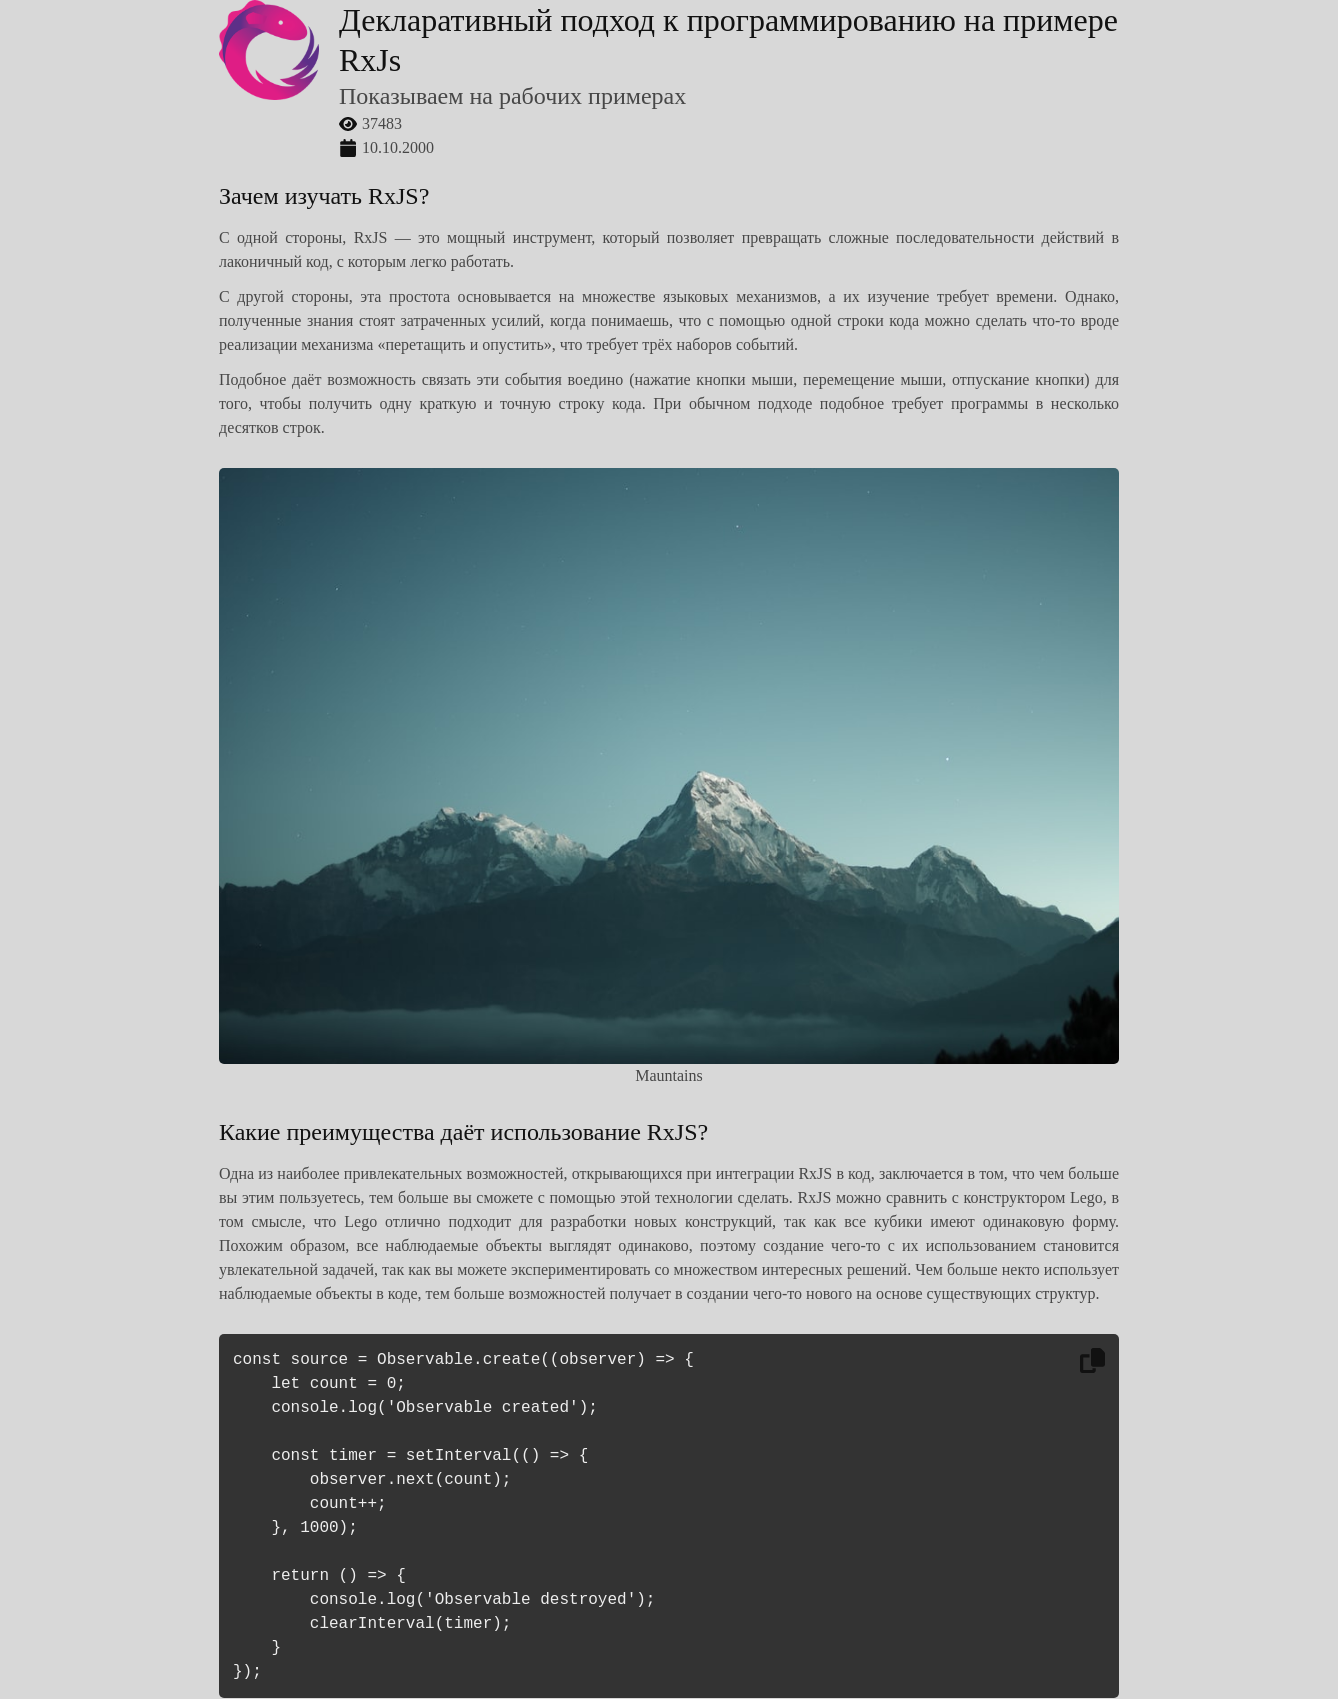 Декларативный подход к программированию на примере
RxJs
Показываем на рабочих примерах
37483
10.10.2000
Зачем изучать RxJS?
С одной стороны, RxJS — это мощный инструмент, который позволяет превращать сложные последовательности действий в
лаконичный код, с которым легко работать.
С другой стороны, эта простота основывается на множестве языковых механизмов, а их изучение требует времени. Однако,
полученные знания стоят затраченных усилий, когда понимаешь, что с помощью одной строки кода можно сделать что-то вроде
реализации механизма «перетащить и опустить», что требует трёх наборов событий.
Подобное даёт возможность связать эти события воедино (нажатие кнопки мыши, перемещение мыши, отпускание кнопки) для
того, чтобы получить одну краткую и точную строку кода. При обычном подходе подобное требует программы в несколько
десятков строк.
Mauntains
Какие преимущества даёт использование RxJS?
Одна из наиболее привлекательных возможностей, открывающихся при интеграции RxJS в код, заключается в том, что чем больше
вы этим пользуетесь, тем больше вы сможете с помощью этой технологии сделать. RxJS можно сравнить с конструктором Lego, в
том смысле, что Lego отлично подходит для разработки новых конструкций, так как все кубики имеют одинаковую форму.
Похожим образом, все наблюдаемые объекты выглядят одинаково, поэтому создание чего-то с их использованием становится
увлекательной задачей, так как вы можете экспериментировать со множеством интересных решений. Чем больше некто использует
наблюдаемые объекты в коде, тем больше возможностей получает в создании чего-то нового на основе существующих структур.
const source = Observable.create((observer) => {
    let count = 0;
    console.log('Observable created');

    const timer = setInterval(() => {
        observer.next(count);
        count++;
    }, 1000);

    return () => {
        console.log('Observable destroyed');
        clearInterval(timer);
    }
});